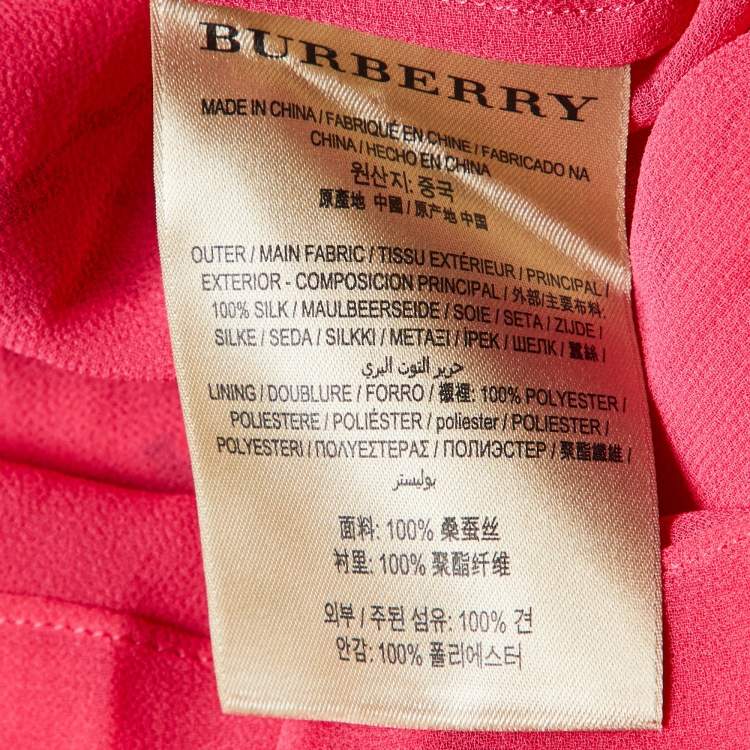 BURBERRY
MADE IN CHINA / FABRIQUÉ EN CHINE / FABRICADO NA
CHINA / HECHO EN CHINA
원산지: 중국
原產地 中國 / 原产地 中国
OUTER / MAIN FABRIC / TISSU EXTÉRIEUR / PRINCIPAL /
EXTERIOR - COMPOSICION PRINCIPAL / 外部/主要布料:
100% SILK / MAULBEERSEIDE / SOIE / SETA / ZIJDE /
SILKE / SEDA / SILKKI / ΜΕΤΑΞΙ / İPEK / ШЕЛК / 蠶絲 /
حرير التوت البري
LINING / DOUBLURE / FORRO / 襯裡: 100% POLYESTER /
POLIESTERE / POLIÉSTER / poliester / POLIESTER /
POLYESTERI / ΠΟΛΥΕΣΤΕΡΑΣ / ПОЛИЭСТЕР / 聚酯纖維 /
بوليستر
面料: 100% 桑蚕丝
衬里: 100% 聚酯纤维
외부 / 주된 섬유: 100% 견
안감: 100% 폴리에스터